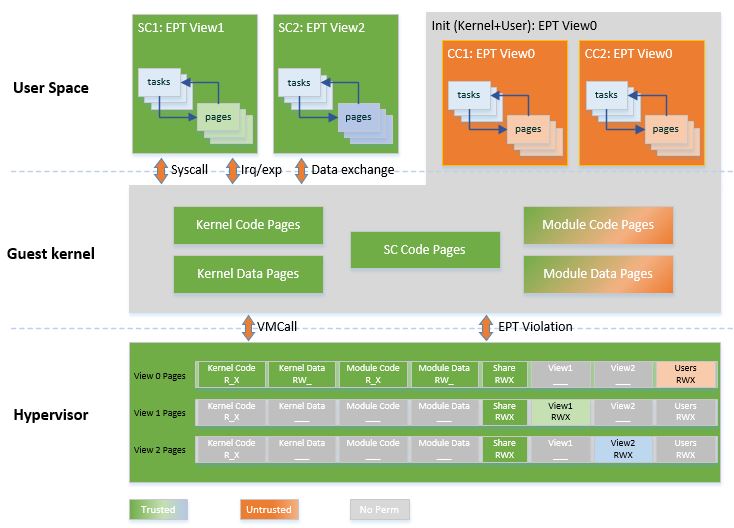 SC1: EPT View1
SC2: EPT View2
Init (Kernel+User): EPT View0
CC1: EPT View0
CC2: EPT View0
User Space
tasks
pages
tasks
pages
tasks
pages
tasks
pages
Syscall
Irq/exp
Data exchange
Guest kernel
Kernel Code Pages
Kernel Data Pages
SC Code Pages
Module Code Pages
Module Data Pages
VMCall
EPT Violation
Hypervisor
View 0 Pages
Kernel Code
R_X
Kernel Data
RW_
Module Code
R_X
Module Data
RW_
Share
RWX
View1
___
View2
___
Users
RWX
View 1 Pages
Kernel Code
R_X
Kernel Data
___
Module Code
___
Module Data
___
Share
RWX
View1
RWX
View2
___
Users
RWX
View 2 Pages
Kernel Code
R_X
Kernel Data
___
Module Code
___
Module Data
___
Share
RWX
View1
___
View2
RWX
Users
RWX
Trusted
Untrusted
No Perm